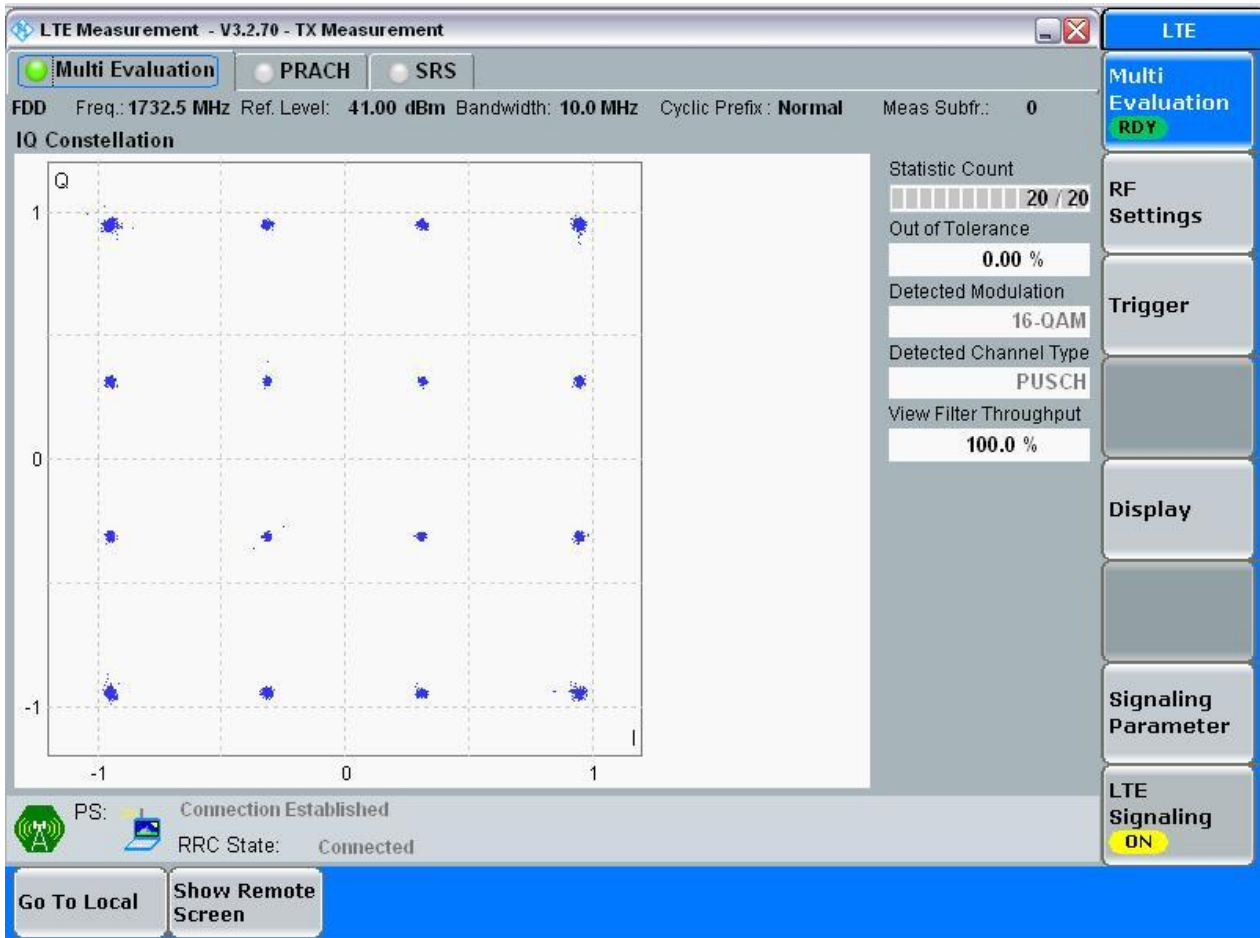 LTE Measurement - V3.2.70 - TX Measurement
LTE
Multi Evaluation PRACH SRS
FDD Freq.: 1732.5 MHz Ref. Level: 41.00 dBm Bandwidth: 10.0 MHz Cyclic Prefix : Normal Meas Subfr.: 0
IQ Constellation
Q
1
0
-1
I
-1 0 1
Statistic Count
20 / 20
Out of Tolerance
0.00 %
Detected Modulation
16-QAM
Detected Channel Type
PUSCH
View Filter Throughput
100.0 %
Multi
Evaluation
RDY
RF
Settings
Trigger
Display
Signaling
Parameter
LTE
Signaling
ON
PS: Connection Established
RRC State: Connected
Go To Local
Show Remote
Screen